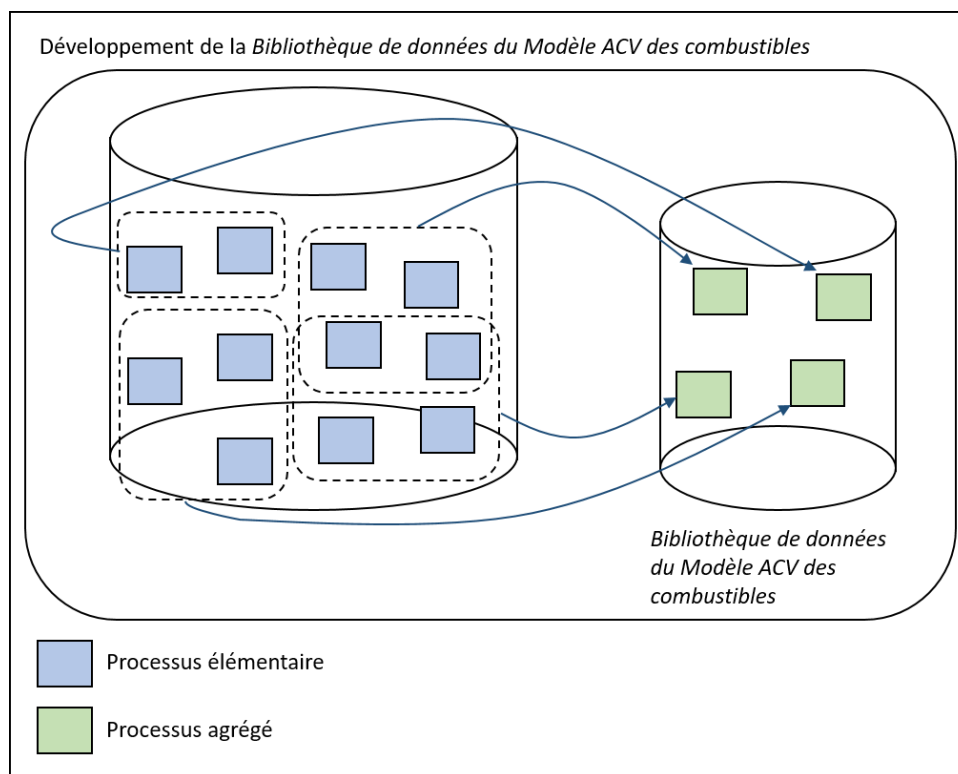 Développement de la Bibliothèque de données du Modèle ACV des combustibles
Bibliothèque de données
du Modèle ACV des
combustibles
Processus élémentaire
Processus agrégé